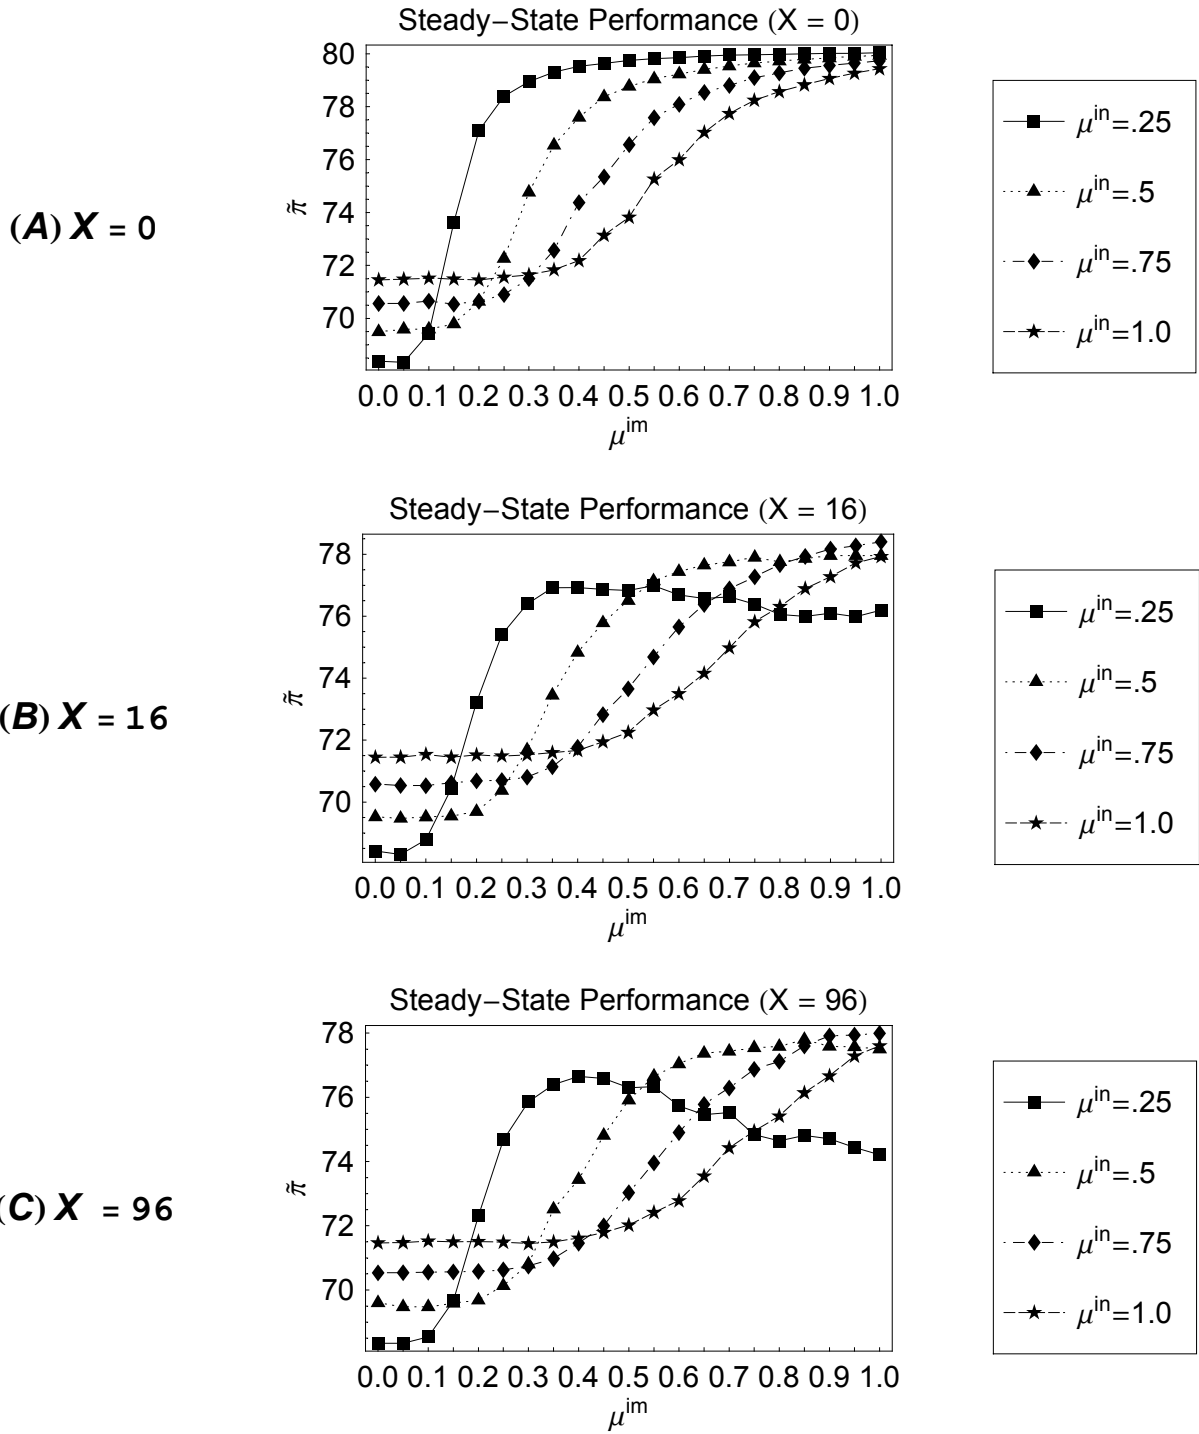 Steady−State Performance (X = 0)
(A) X = 0
80
78
76
74
72
70
π̃
0.0 0.1 0.2 0.3 0.4 0.5 0.6 0.7 0.8 0.9 1.0
μ^im
μ^in=.25
μ^in=.5
μ^in=.75
μ^in=1.0
Steady−State Performance (X = 16)
(B) X = 16
78
76
74
72
70
π̃
0.0 0.1 0.2 0.3 0.4 0.5 0.6 0.7 0.8 0.9 1.0
μ^im
μ^in=.25
μ^in=.5
μ^in=.75
μ^in=1.0
Steady−State Performance (X = 96)
(C) X = 96
78
76
74
72
70
π̃
0.0 0.1 0.2 0.3 0.4 0.5 0.6 0.7 0.8 0.9 1.0
μ^im
μ^in=.25
μ^in=.5
μ^in=.75
μ^in=1.0